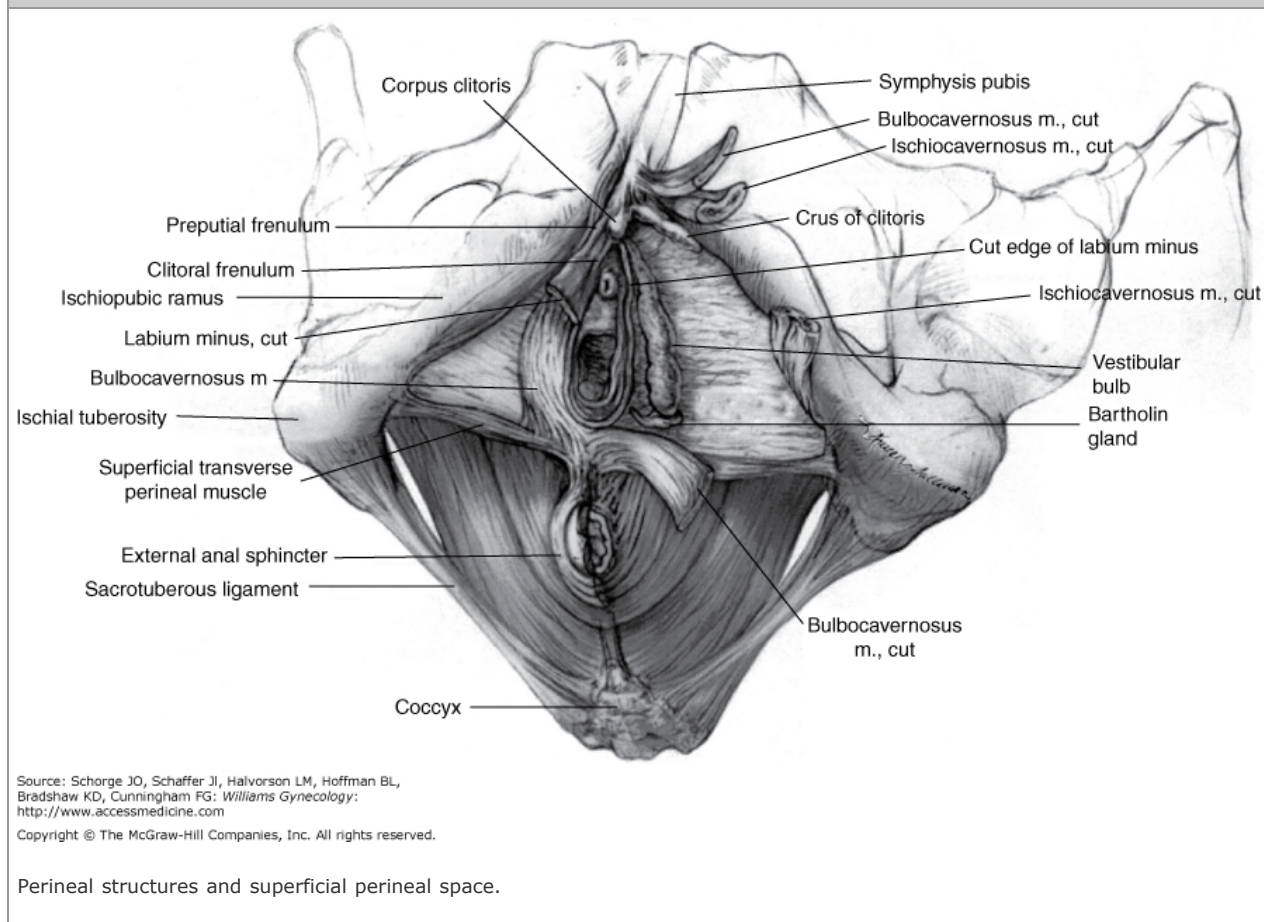 Corpus clitoris
Symphysis pubis
Bulbocavernosus m., cut
Ischiocavernosus m., cut
Preputial frenulum
Crus of clitoris
Clitoral frenulum
Cut edge of labium minus
Ischiopubic ramus
Ischiocavernosus m., cut
Labium minus, cut
Vestibular
bulb
Bulbocavernosus m
Ischial tuberosity
Bartholin
gland
Superficial transverse
perineal muscle
External anal sphincter
Sacrotuberous ligament
Bulbocavernosus
m., cut
Coccyx
Source: Schorge JO, Schaffer JI, Halvorson LM, Hoffman BL,
Bradshaw KD, Cunningham FG: Williams Gynecology:
http://www.accessmedicine.com
Copyright © The McGraw-Hill Companies, Inc. All rights reserved.
Perineal structures and superficial perineal space.